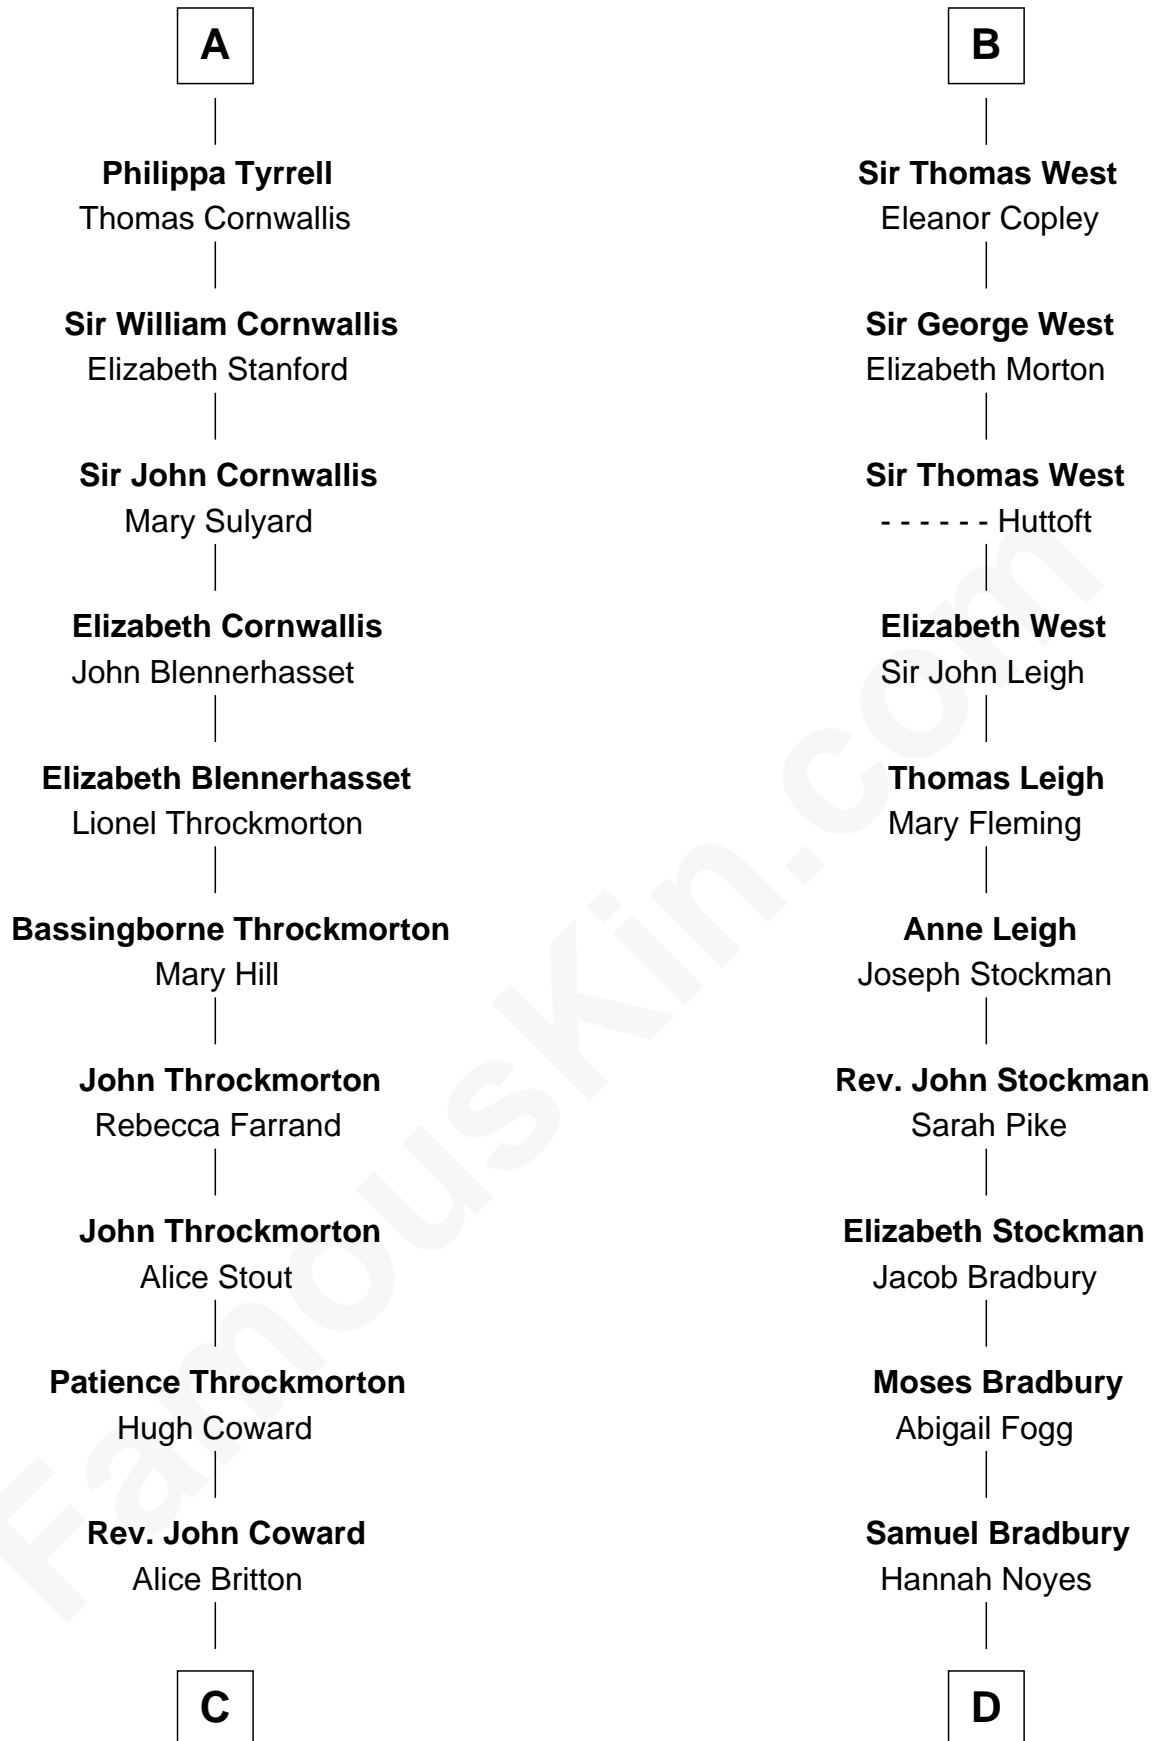 A
Philippa Tyrrell
Thomas Cornwallis
Sir William Cornwallis
Elizabeth Stanford
Sir John Cornwallis
Mary Sulyard
Elizabeth Cornwallis
John Blennerhasset
Elizabeth Blennerhasset
Lionel Throckmorton
Bassingborne Throckmorton
Mary Hill
John Throckmorton
Rebecca Farrand
John Throckmorton
Alice Stout
Patience Throckmorton
Hugh Coward
Rev. John Coward
Alice Britton
C
B
Sir Thomas West
Eleanor Copley
Sir George West
Elizabeth Morton
Sir Thomas West
- - - - - - Huttoft
Elizabeth West
Sir John Leigh
Thomas Leigh
Mary Fleming
Anne Leigh
Joseph Stockman
Rev. John Stockman
Sarah Pike
Elizabeth Stockman
Jacob Bradbury
Moses Bradbury
Abigail Fogg
Samuel Bradbury
Hannah Noyes
D
FamousKin.com